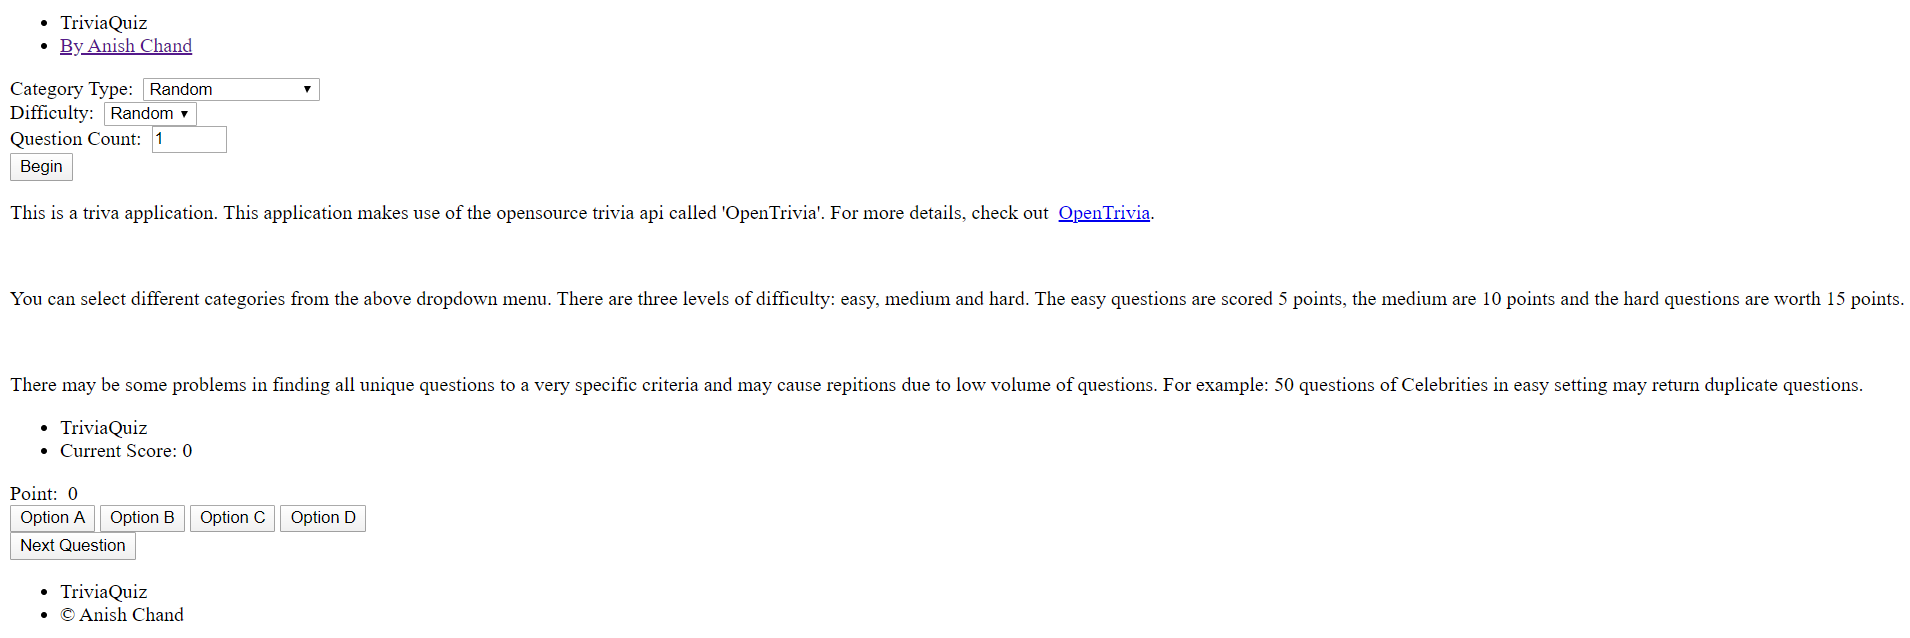 TriviaQuiz
By Anish Chand
Category Type: Random
Difficulty: Random
Question Count: 1
Begin
This is a triva application. This application makes use of the opensource trivia api called 'OpenTrivia'. For more details, check out OpenTrivia.
You can select different categories from the above dropdown menu. There are three levels of difficulty: easy, medium and hard. The easy questions are scored 5 points, the medium are 10 points and the hard questions are worth 15 points.
There may be some problems in finding all unique questions to a very specific criteria and may cause repitions due to low volume of questions. For example: 50 questions of Celebrities in easy setting may return duplicate questions.
TriviaQuiz
Current Score: 0
Point: 0
Option A Option B Option C Option D
Next Question
TriviaQuiz
© Anish Chand